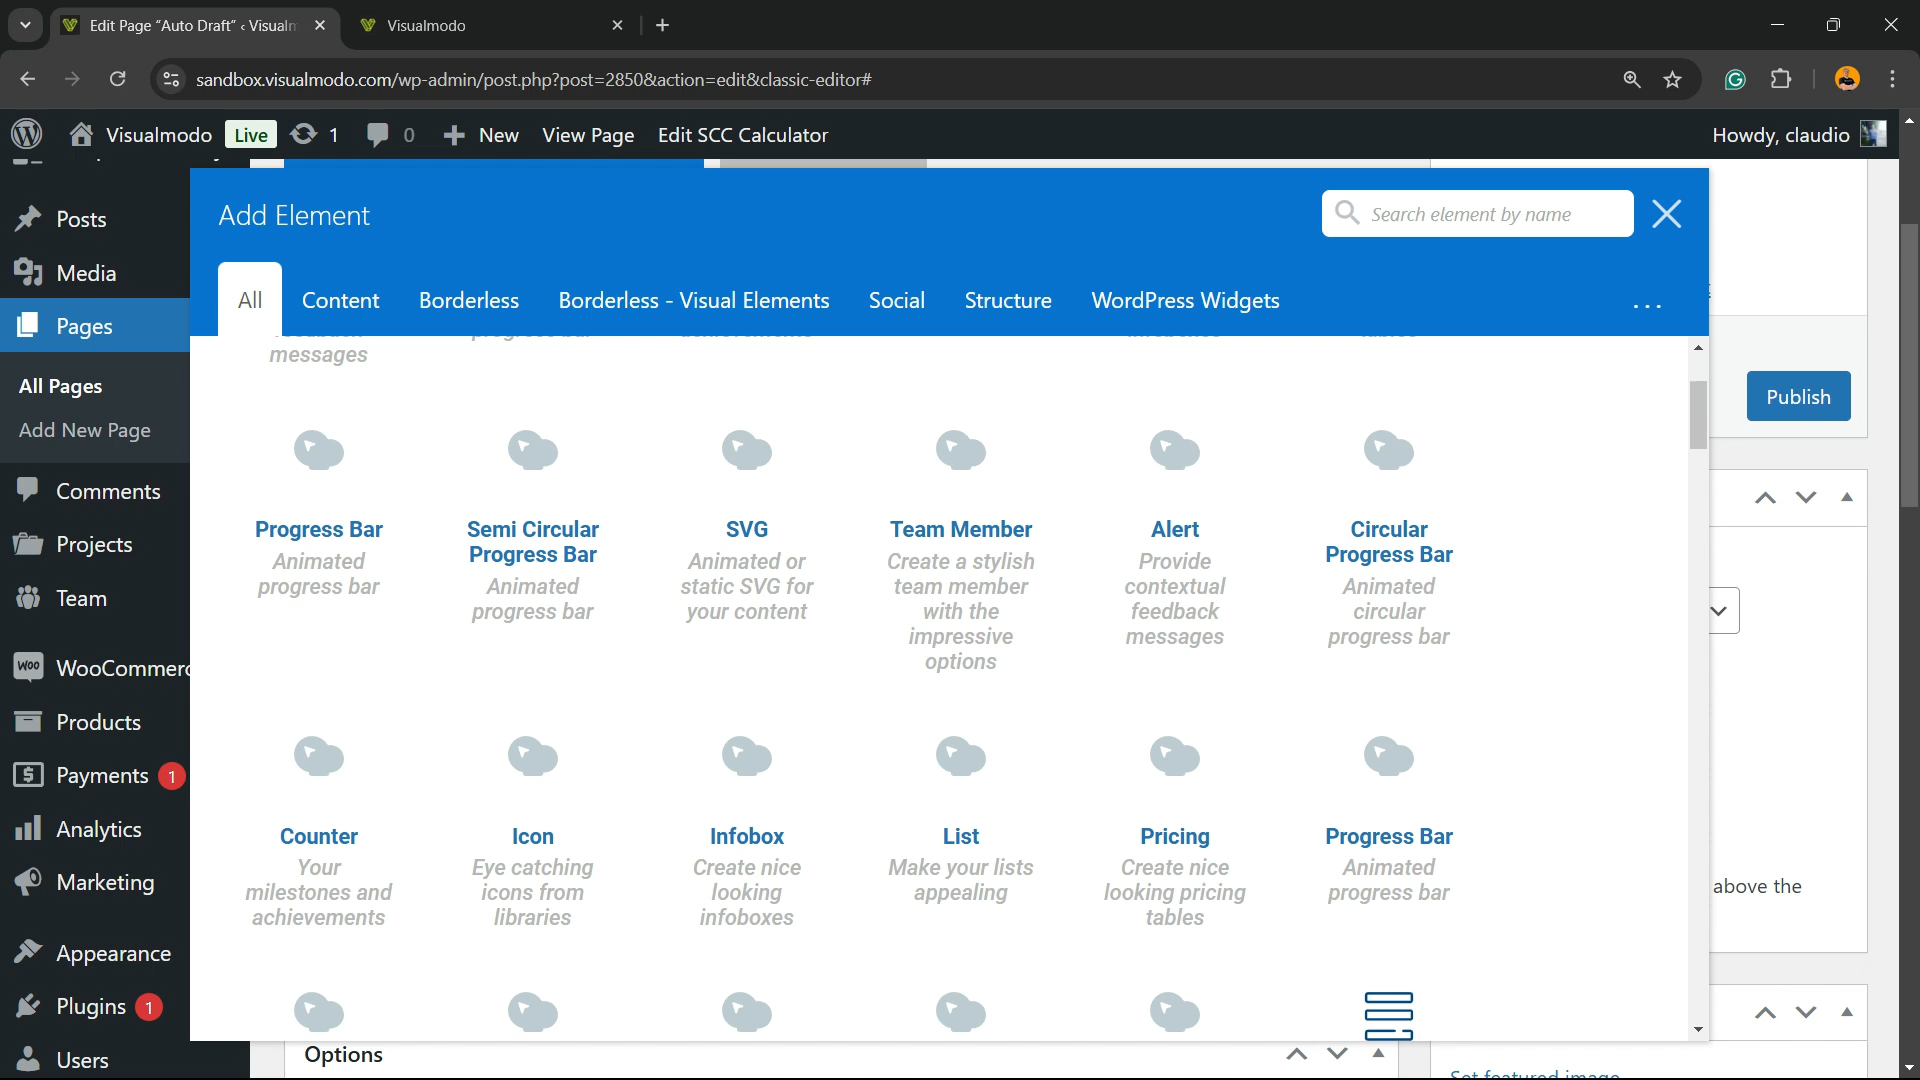 Edit Page "Auto Draft" ‹ Visualm
Visualmodo
sandbox.visualmodo.com/wp-admin/post.php?post=2850&action=edit&classic-editor#
Visualmodo
Live
1
0
New
View Page
Edit SCC Calculator
Howdy, claudio
Posts
Media
Pages
All Pages
Add New Page
Comments
Projects
Team
WooCommerc
Products
Payments 1
Analytics
Marketing
Appearance
Plugins 1
Users
Add Element
Search element by name
All
Content
Borderless
Borderless - Visual Elements
Social
Structure
WordPress Widgets
...
messages
Progress Bar
Animated
progress bar
Semi Circular
Progress Bar
Animated
progress bar
SVG
Animated or
static SVG for
your content
Team Member
Create a stylish
team member
with the
impressive
options
Alert
Provide
contextual
feedback
messages
Circular
Progress Bar
Animated
circular
progress bar
Counter
Your
milestones and
achievements
Icon
Eye catching
icons from
libraries
Infobox
Create nice
looking
infoboxes
List
Make your lists
appealing
Pricing
Create nice
looking pricing
tables
Progress Bar
Animated
progress bar
Publish
above the
Options
Set featured image